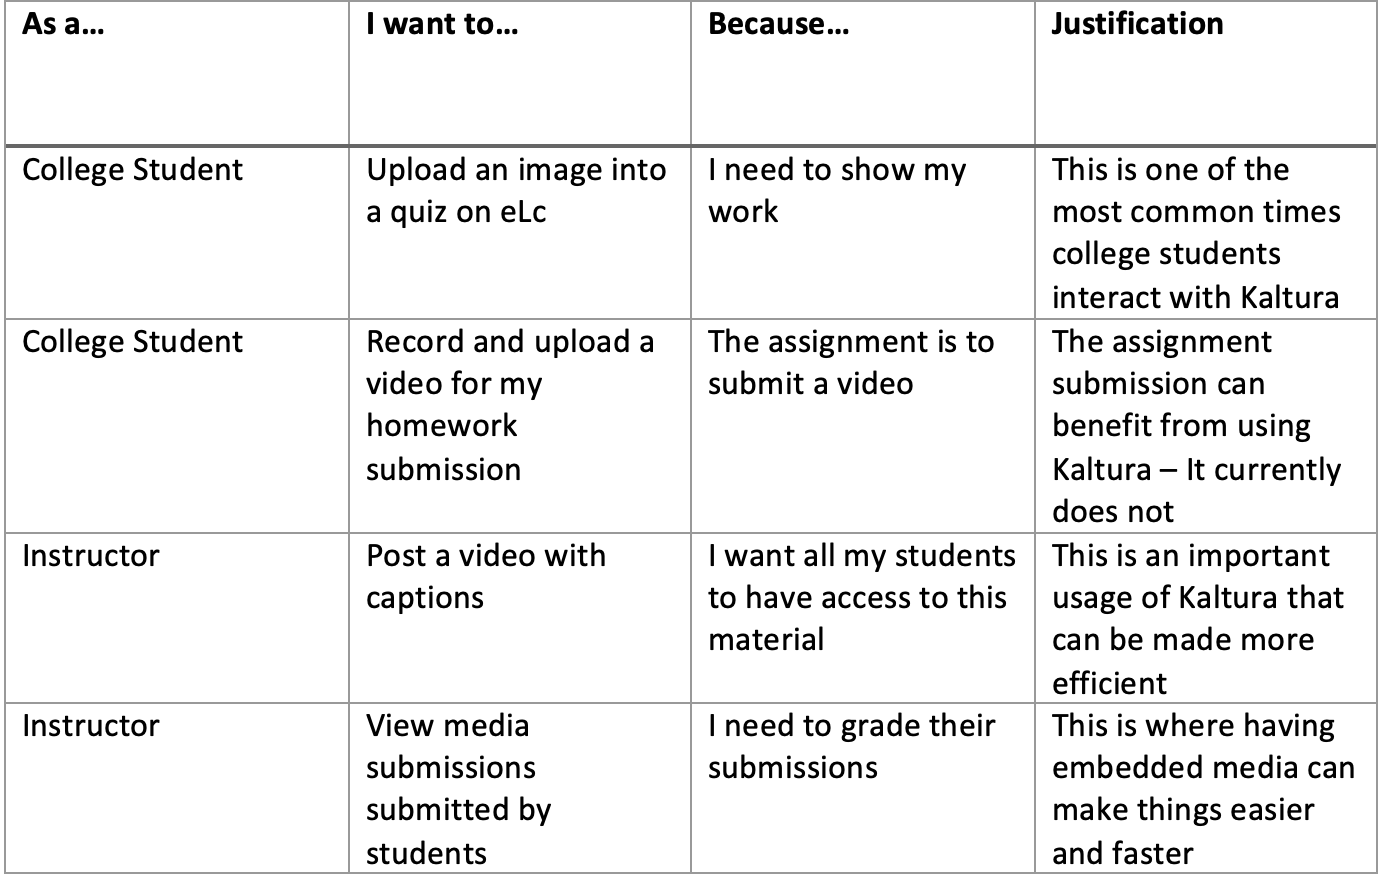 As a...
I want to...
Because...
Justification
College Student
Upload an image into
a quiz on eLc
I need to show my
work
This is one of the
most common times
college students
interact with Kaltura
College Student
Record and upload a
video for my
homework
submission
The assignment is to
submit a video
The assignment
submission can
benefit from using
Kaltura – It currently
does not
Instructor
Post a video with
captions
I want all my students
to have access to this
material
This is an important
usage of Kaltura that
can be made more
efficient
Instructor
View media
submissions
submitted by
students
I need to grade their
submissions
This is where having
embedded media can
make things easier
and faster